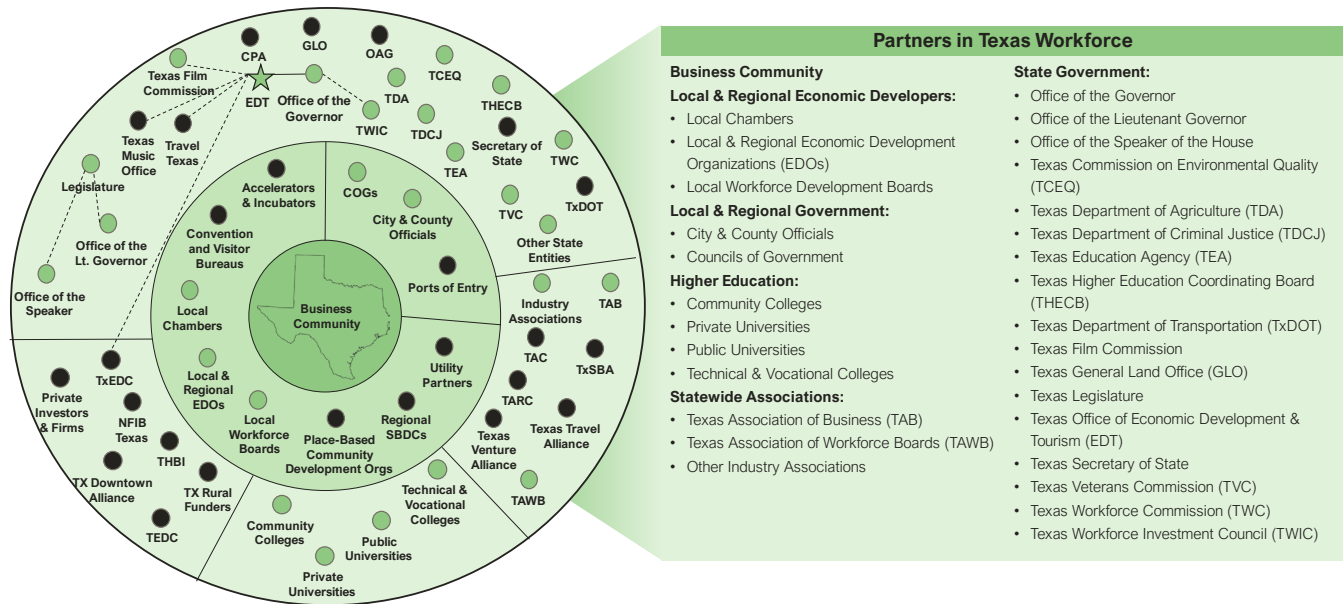 CPA
GLO
OAG
TCEQ
Texas Film
Commission
EDT
Office of the
Governor
TDA
THECB
TWIC
TDCJ
Texas
Music
Office
Travel
Texas
Secretary of
State
TWC
TEA
Legislature
TVC
TxDOT
Office of the
Lt. Governor
Other State
Entities
Office of the
Speaker
Accelerators
& Incubators
COGs
City & County
Officials
Convention
and Visitor
Bureaus
Ports of Entry
Local
Chambers
Business
Community
Industry
Associations
TAB
Utility
Partners
TAC
TxSBA
Local &
Regional
EDOs
Local
Workforce
Boards
Place-Based
Community
Development Orgs
Regional
SBDCs
TARC
Texas
Venture
Alliance
Texas Travel
Alliance
TAWB
TxEDC
Private
Investors
& Firms
NFIB
Texas
THBI
TX Downtown
Alliance
TX Rural
Funders
TEDC
Community
Colleges
Technical &
Vocational
Colleges
Public
Universities
Private
Universities
Partners in Texas Workforce
Business Community
Local & Regional Economic Developers:
• Local Chambers
• Local & Regional Economic Development
Organizations (EDOs)
• Local Workforce Development Boards
Local & Regional Government:
• City & County Officials
• Councils of Government
Higher Education:
• Community Colleges
• Private Universities
• Public Universities
• Technical & Vocational Colleges
Statewide Associations:
• Texas Association of Business (TAB)
• Texas Association of Workforce Boards (TAWB)
• Other Industry Associations
State Government:
• Office of the Governor
• Office of the Lieutenant Governor
• Office of the Speaker of the House
• Texas Commission on Environmental Quality
(TCEQ)
• Texas Department of Agriculture (TDA)
• Texas Department of Criminal Justice (TDCJ)
• Texas Education Agency (TEA)
• Texas Higher Education Coordinating Board
(THECB)
• Texas Department of Transportation (TxDOT)
• Texas Film Commission
• Texas General Land Office (GLO)
• Texas Legislature
• Texas Office of Economic Development &
Tourism (EDT)
• Texas Secretary of State
• Texas Veterans Commission (TVC)
• Texas Workforce Commission (TWC)
• Texas Workforce Investment Council (TWIC)